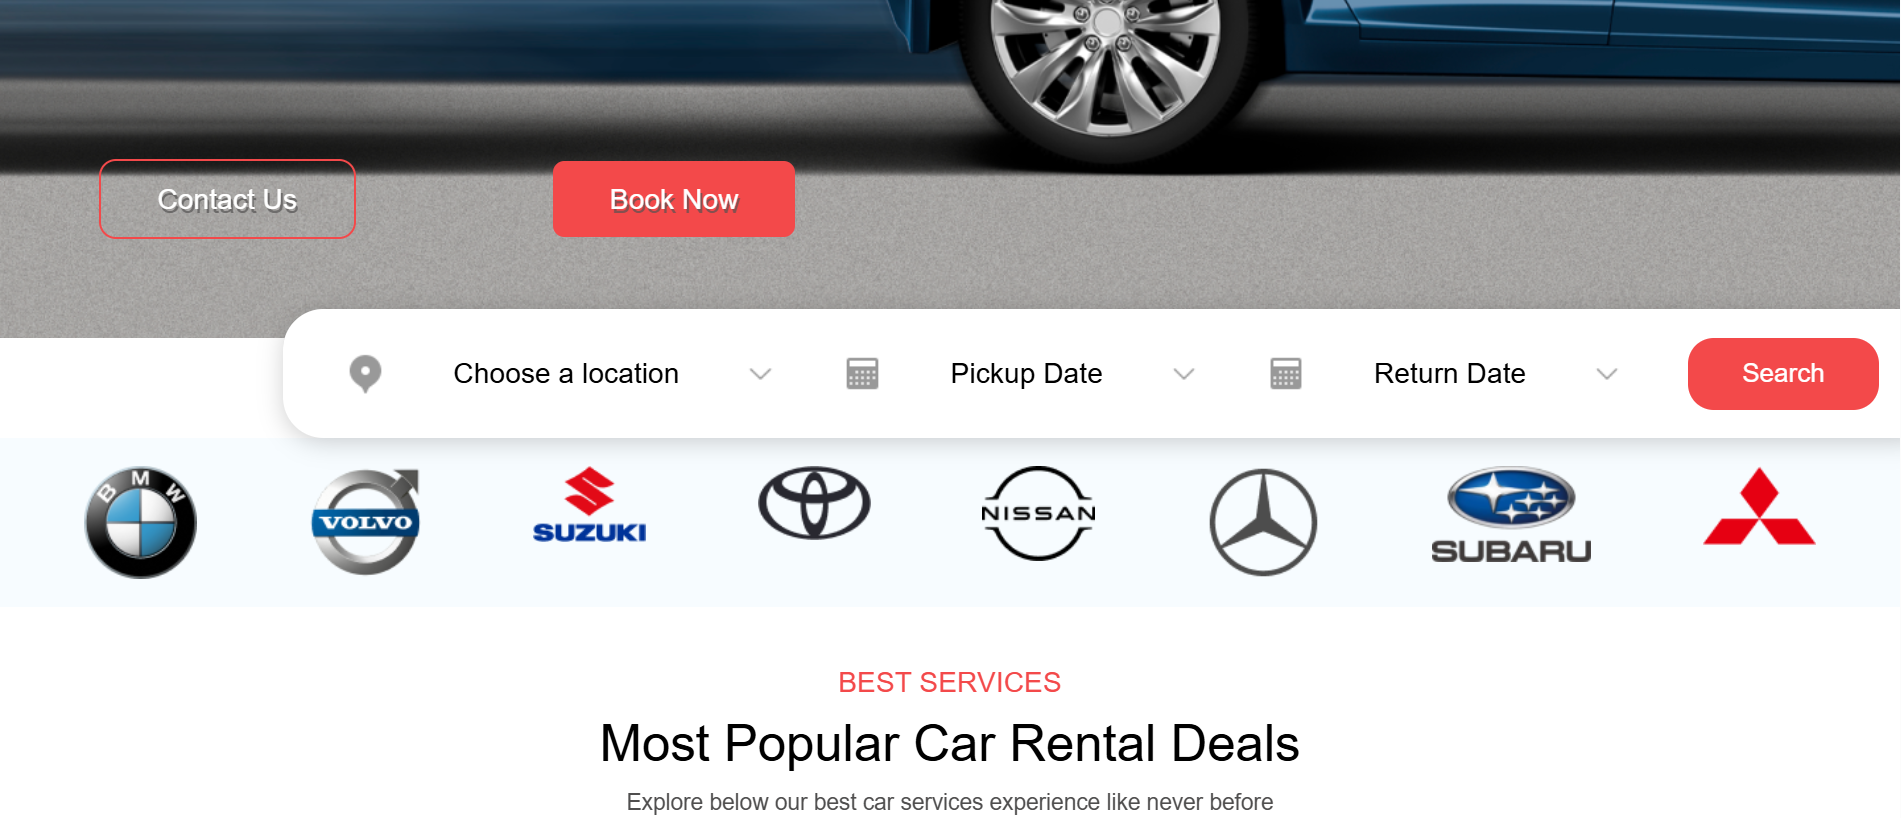 Contact Us
Book Now
Choose a location
Pickup Date
Return Date
Search
BMW
VOLVO
SUZUKI
NISSAN
SUBARU
BEST SERVICES
Most Popular Car Rental Deals
Explore below our best car services experience like never before